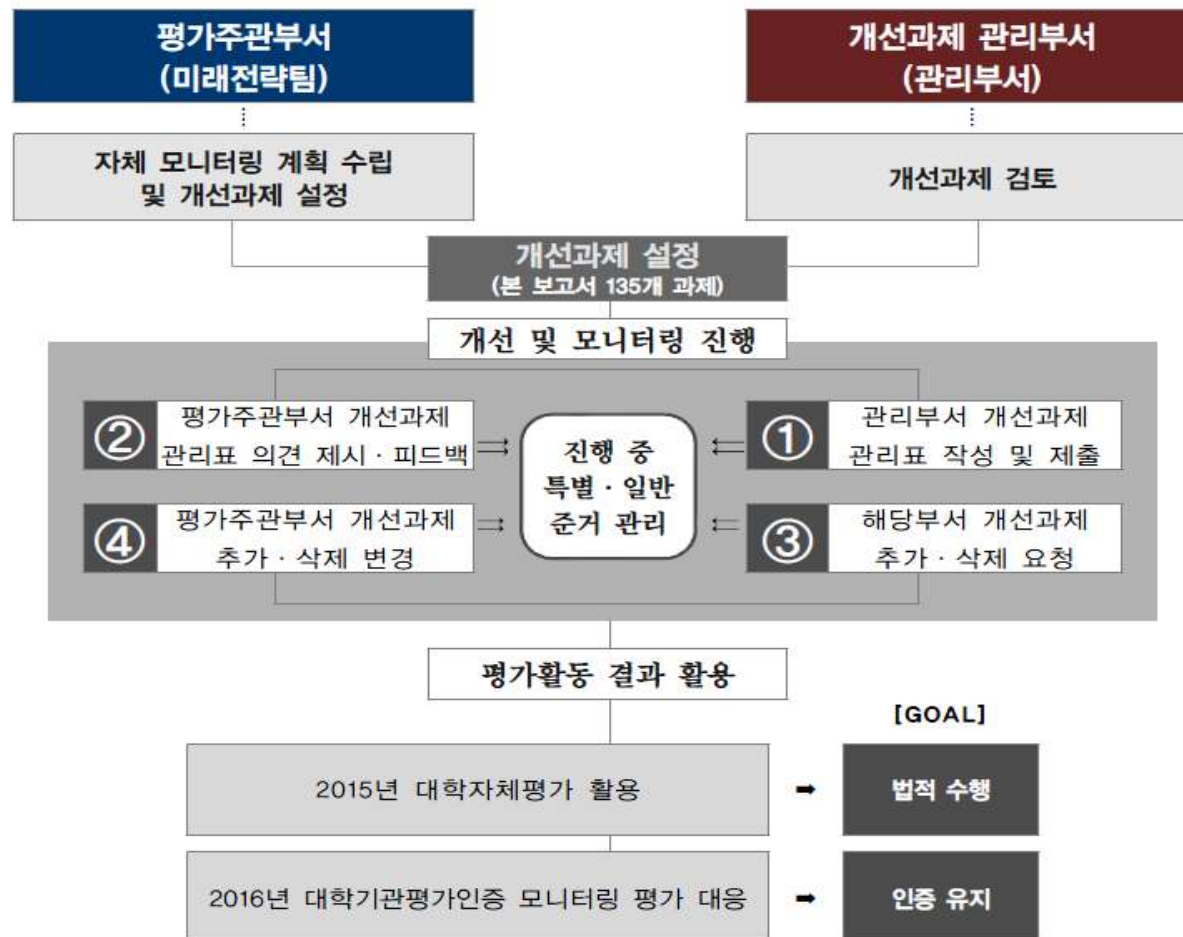 평가주관부서
(미래전략팀)
개선과제 관리부서
(관리부서)
자체 모니터링 계획 수립
및 개선과제 설정
개선과제 검토
개선과제 설정
(본 보고서 135개 과제)
개선 및 모니터링 진행
② 평가주관부서 개선과제
관리표 의견 제시·피드백
진행 중
특별·일반
준거 관리
① 관리부서 개선과제
관리표 작성 및 제출
④ 평가주관부서 개선과제
추가·삭제 변경
③ 해당부서 개선과제
추가·삭제 요청
평가활동 결과 활용
[GOAL]
2015년 대학자체평가 활용
➡
법적 수행
2016년 대학기관평가인증 모니터링 평가 대응
➡
인증 유지